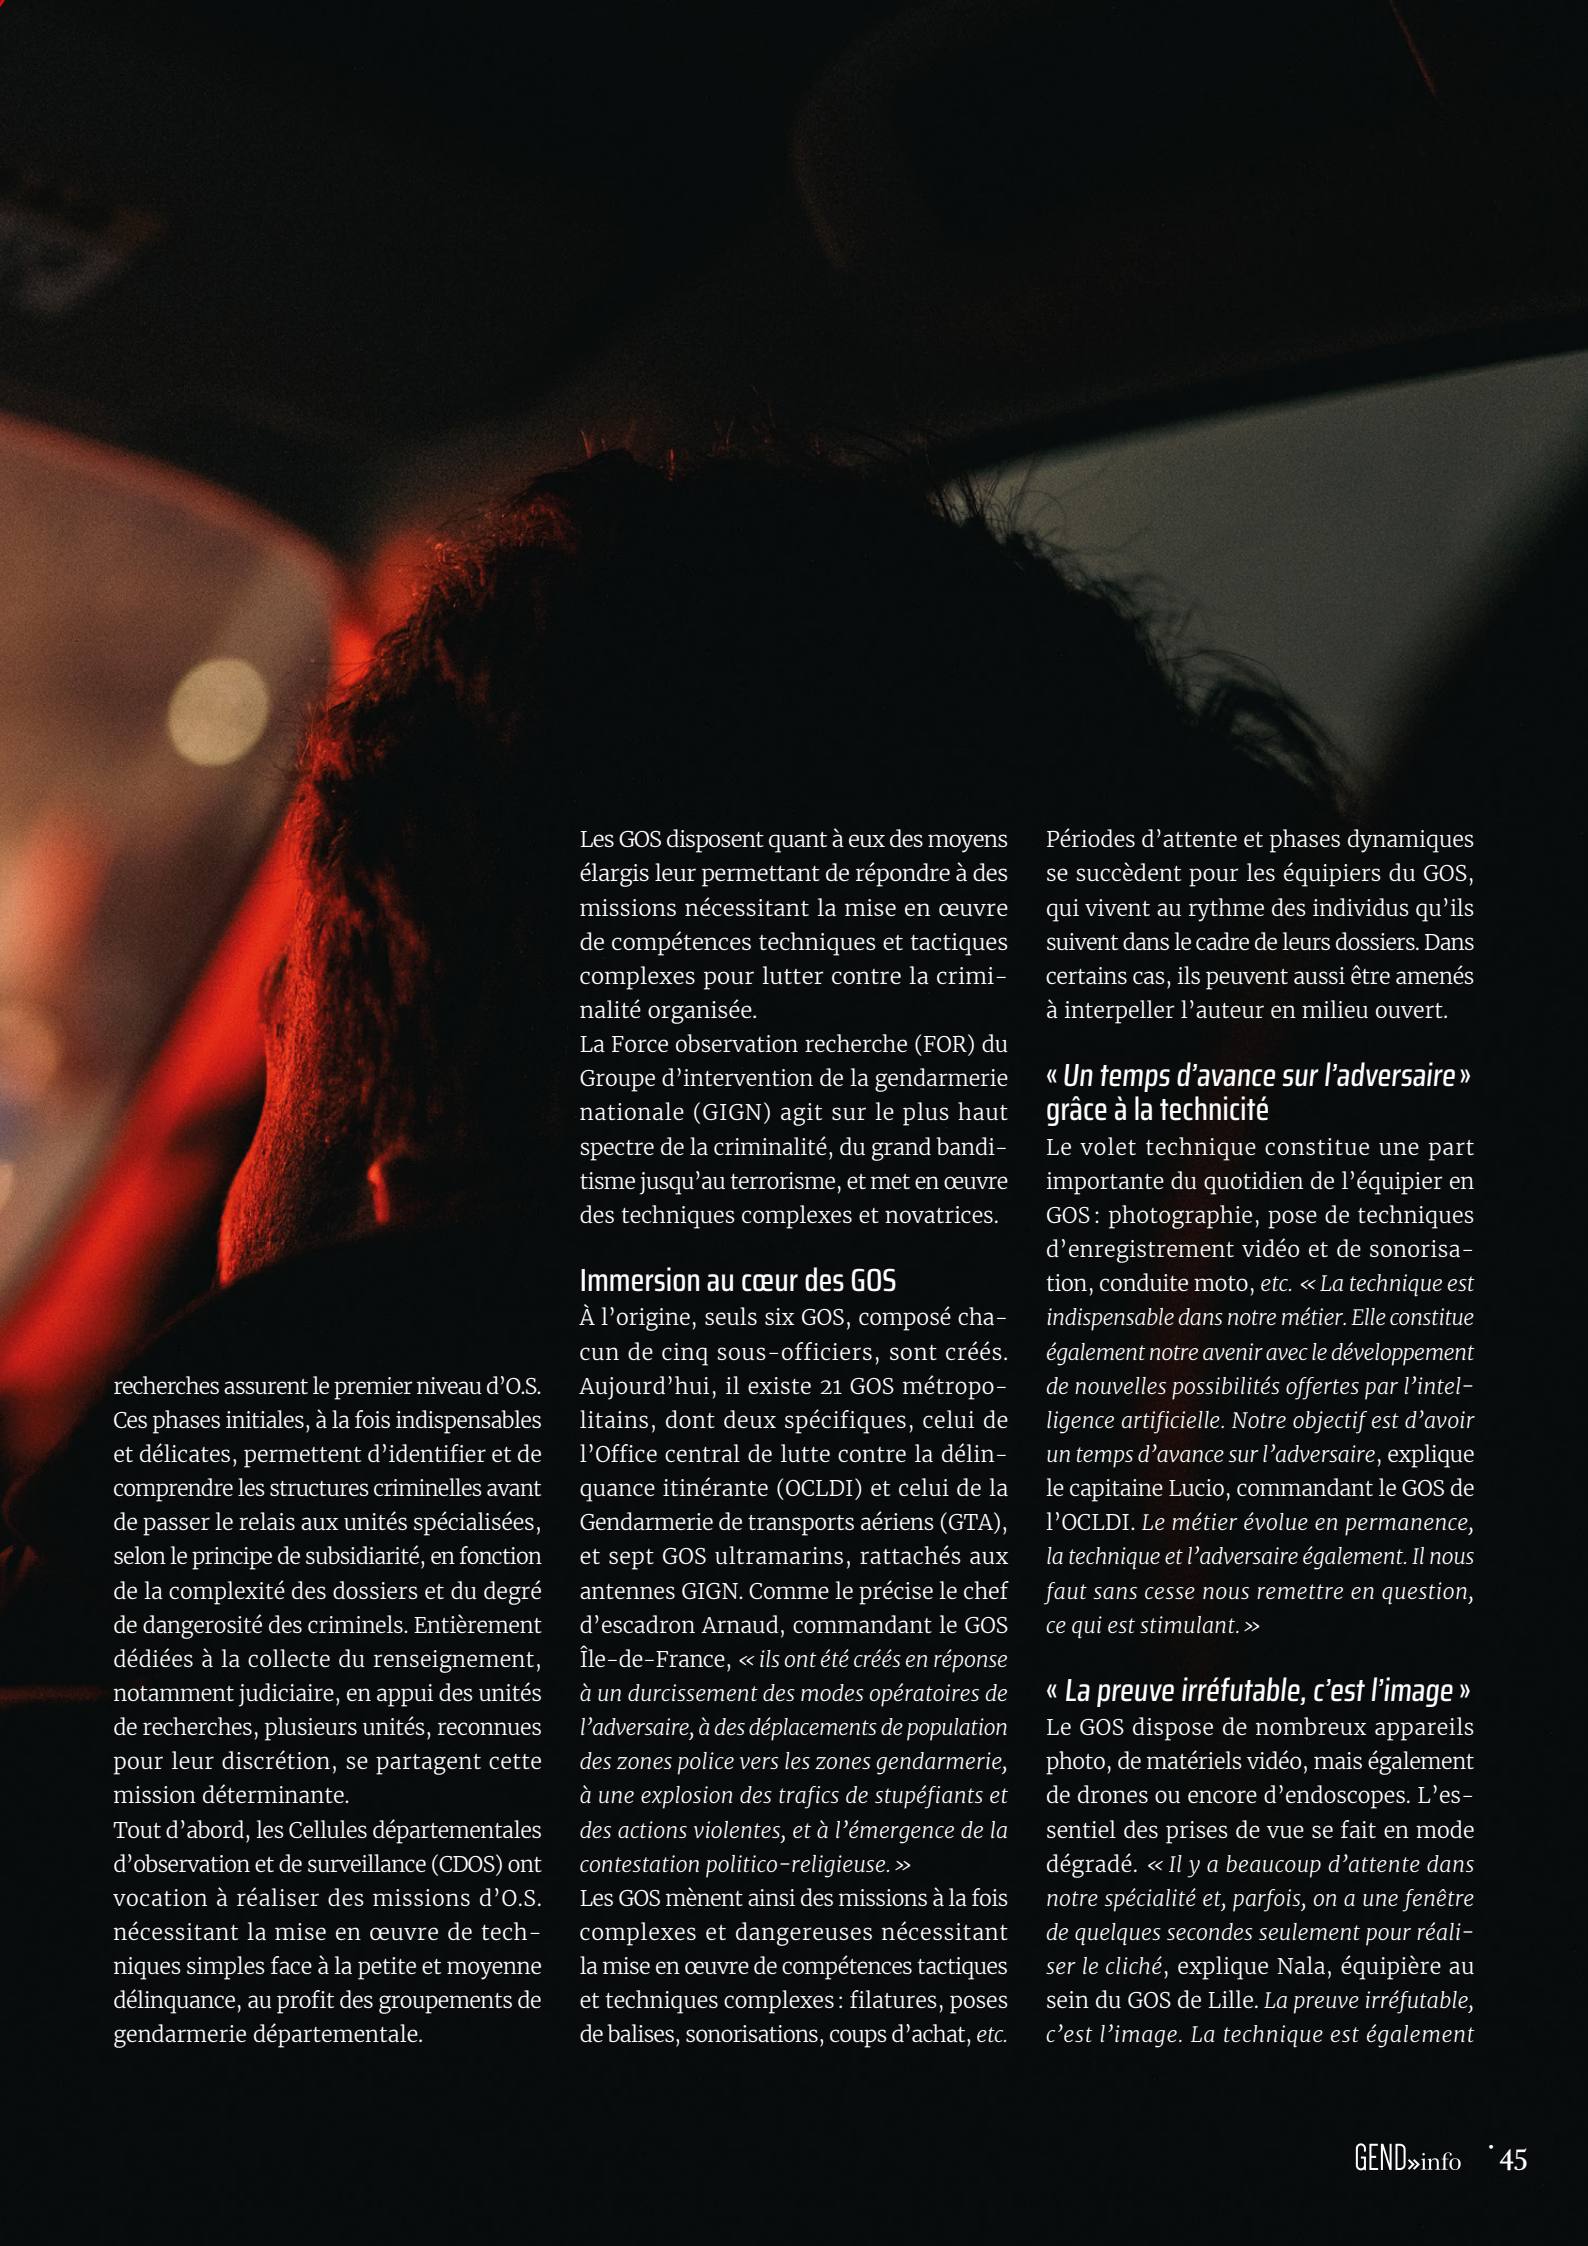 recherches assurent le premier niveau d’O.S.
Ces phases initiales, à la fois indispensables
et délicates, permettent d’identifier et de
comprendre les structures criminelles avant
de passer le relais aux unités spécialisées,
selon le principe de subsidiarité, en fonction
de la complexité des dossiers et du degré
de dangerosité des criminels. Entièrement
dédiées à la collecte du renseignement,
notamment judiciaire, en appui des unités
de recherches, plusieurs unités, reconnues
pour leur discrétion, se partagent cette
mission déterminante.
Tout d’abord, les Cellules départementales
d’observation et de surveillance (CDOS) ont
vocation à réaliser des missions d’O.S.
nécessitant la mise en œuvre de tech-
niques simples face à la petite et moyenne
délinquance, au profit des groupements de
gendarmerie départementale.
Les GOS disposent quant à eux des moyens
élargis leur permettant de répondre à des
missions nécessitant la mise en œuvre
de compétences techniques et tactiques
complexes pour lutter contre la crimi-
nalité organisée.
La Force observation recherche (FOR) du
Groupe d’intervention de la gendarmerie
nationale (GIGN) agit sur le plus haut
spectre de la criminalité, du grand bandi-
tisme jusqu’au terrorisme, et met en œuvre
des techniques complexes et novatrices.
Immersion au cœur des GOS
À l’origine, seuls six GOS, composé cha-
cun de cinq sous-officiers, sont créés.
Aujourd’hui, il existe 21 GOS métropo-
litains, dont deux spécifiques, celui de
l’Office central de lutte contre la délin-
quance itinérante (OCLDI) et celui de la
Gendarmerie de transports aériens (GTA),
et sept GOS ultramarins, rattachés aux
antennes GIGN. Comme le précise le chef
d’escadron Arnaud, commandant le GOS
Île-de-France, « ils ont été créés en réponse
à un durcissement des modes opératoires de
l’adversaire, à des déplacements de population
des zones police vers les zones gendarmerie,
à une explosion des trafics de stupéfiants et
des actions violentes, et à l’émergence de la
contestation politico-religieuse. »
Les GOS mènent ainsi des missions à la fois
complexes et dangereuses nécessitant
la mise en œuvre de compétences tactiques
et techniques complexes : filatures, poses
de balises, sonorisations, coups d’achat, etc.
Périodes d’attente et phases dynamiques
se succèdent pour les équipiers du GOS,
qui vivent au rythme des individus qu’ils
suivent dans le cadre de leurs dossiers. Dans
certains cas, ils peuvent aussi être amenés
à interpeller l’auteur en milieu ouvert.
« Un temps d’avance sur l’adversaire »
grâce à la technicité
Le volet technique constitue une part
importante du quotidien de l’équipier en
GOS : photographie, pose de techniques
d’enregistrement vidéo et de sonorisa-
tion, conduite moto, etc. « La technique est
indispensable dans notre métier. Elle constitue
également notre avenir avec le développement
de nouvelles possibilités offertes par l’intel-
ligence artificielle. Notre objectif est d’avoir
un temps d’avance sur l’adversaire, explique
le capitaine Lucio, commandant le GOS de
l’OCLDI. Le métier évolue en permanence,
la technique et l’adversaire également. Il nous
faut sans cesse nous remettre en question,
ce qui est stimulant. »
« La preuve irréfutable, c’est l’image »
Le GOS dispose de nombreux appareils
photo, de matériels vidéo, mais également
de drones ou encore d’endoscopes. L’es-
sentiel des prises de vue se fait en mode
dégradé. « Il y a beaucoup d’attente dans
notre spécialité et, parfois, on a une fenêtre
de quelques secondes seulement pour réali-
ser le cliché, explique Nala, équipière au
sein du GOS de Lille. La preuve irréfutable,
c’est l’image. La technique est également
GEND»info 45